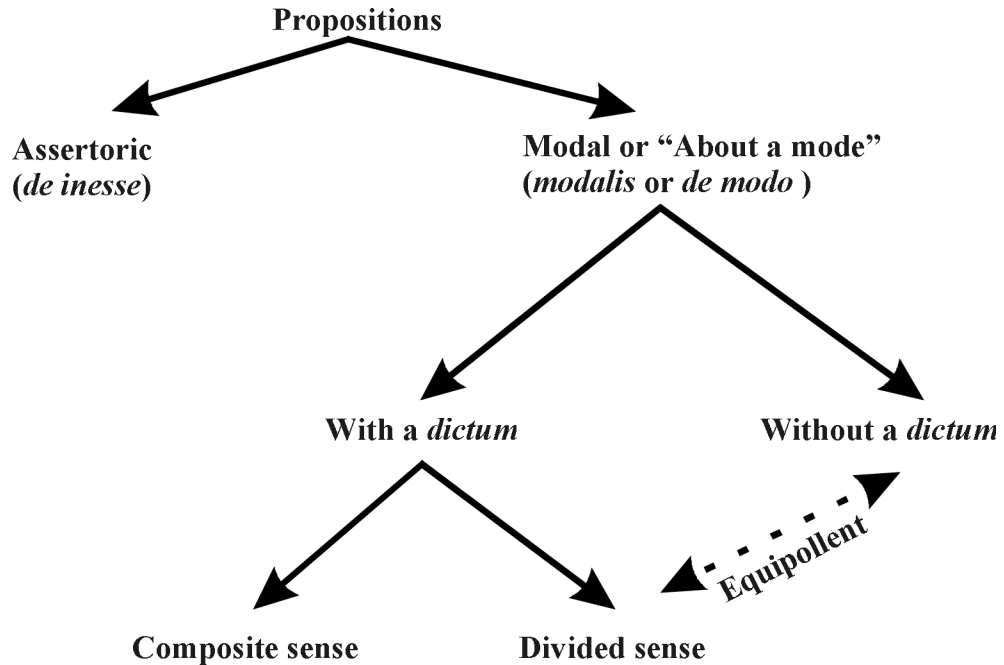 Propositions
Assertoric
(de inesse)
Modal or “About a mode”
(modalis or de modo )
With a dictum
Without a dictum
Equipollent
Composite sense
Divided sense